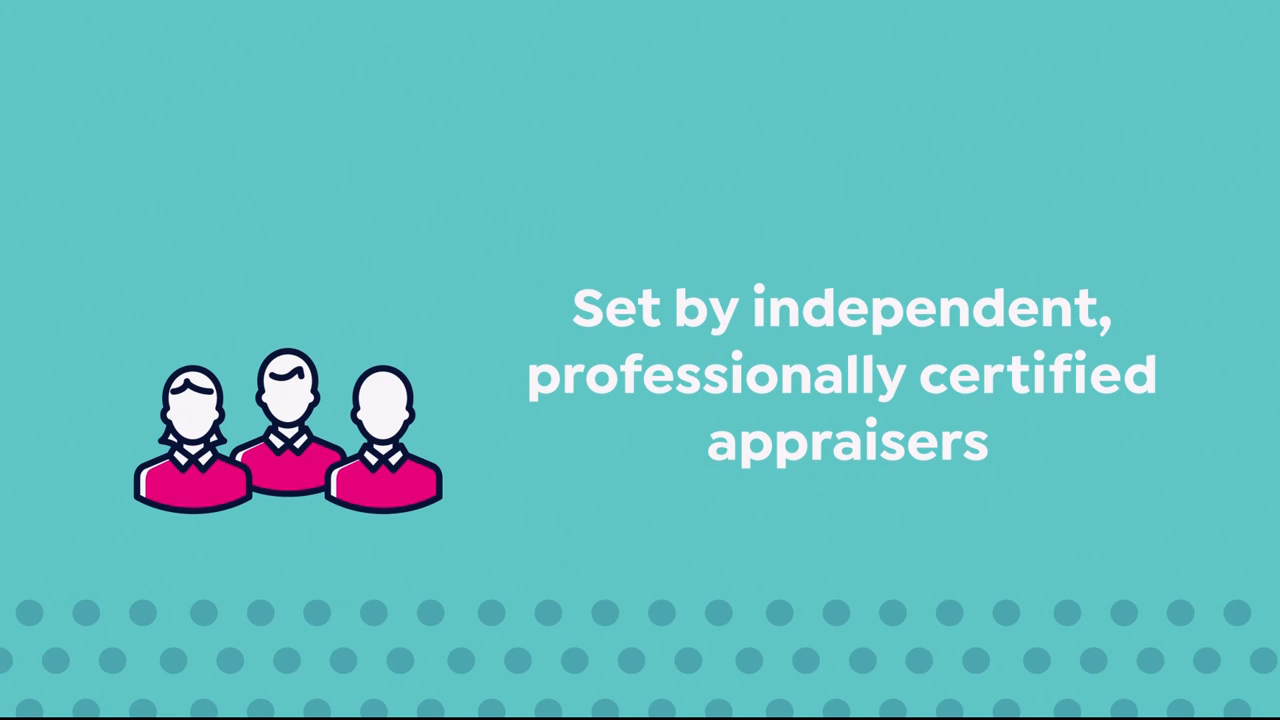 Set by independent,
professionally certified
appraisers